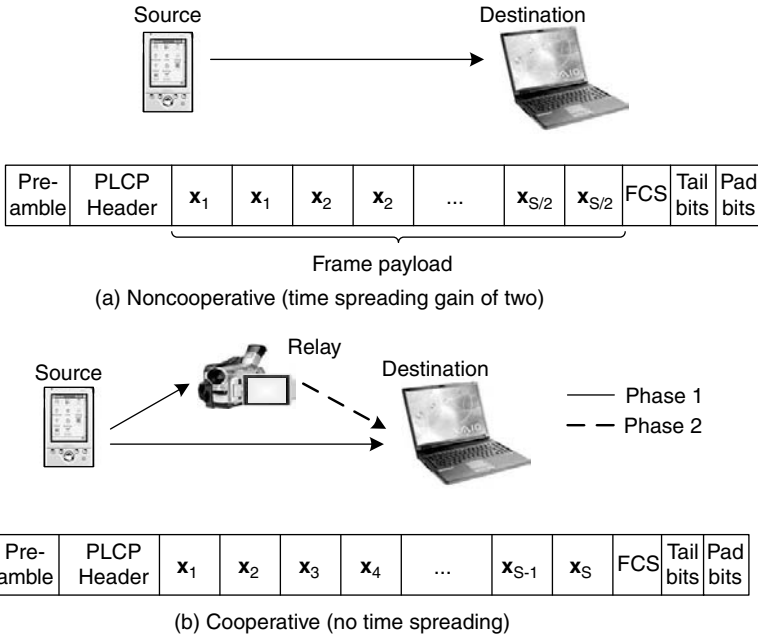 Source
Destination
Pre-
amble
PLCP
Header
x1
x1
x2
x2
...
xS/2
xS/2
FCS
Tail
bits
Pad
bits
Frame payload
(a) Noncooperative (time spreading gain of two)
Source
Relay
Destination
Phase 1
Phase 2
Pre-
amble
PLCP
Header
x1
x2
x3
x4
...
xS-1
xS
FCS
Tail
bits
Pad
bits
(b) Cooperative (no time spreading)